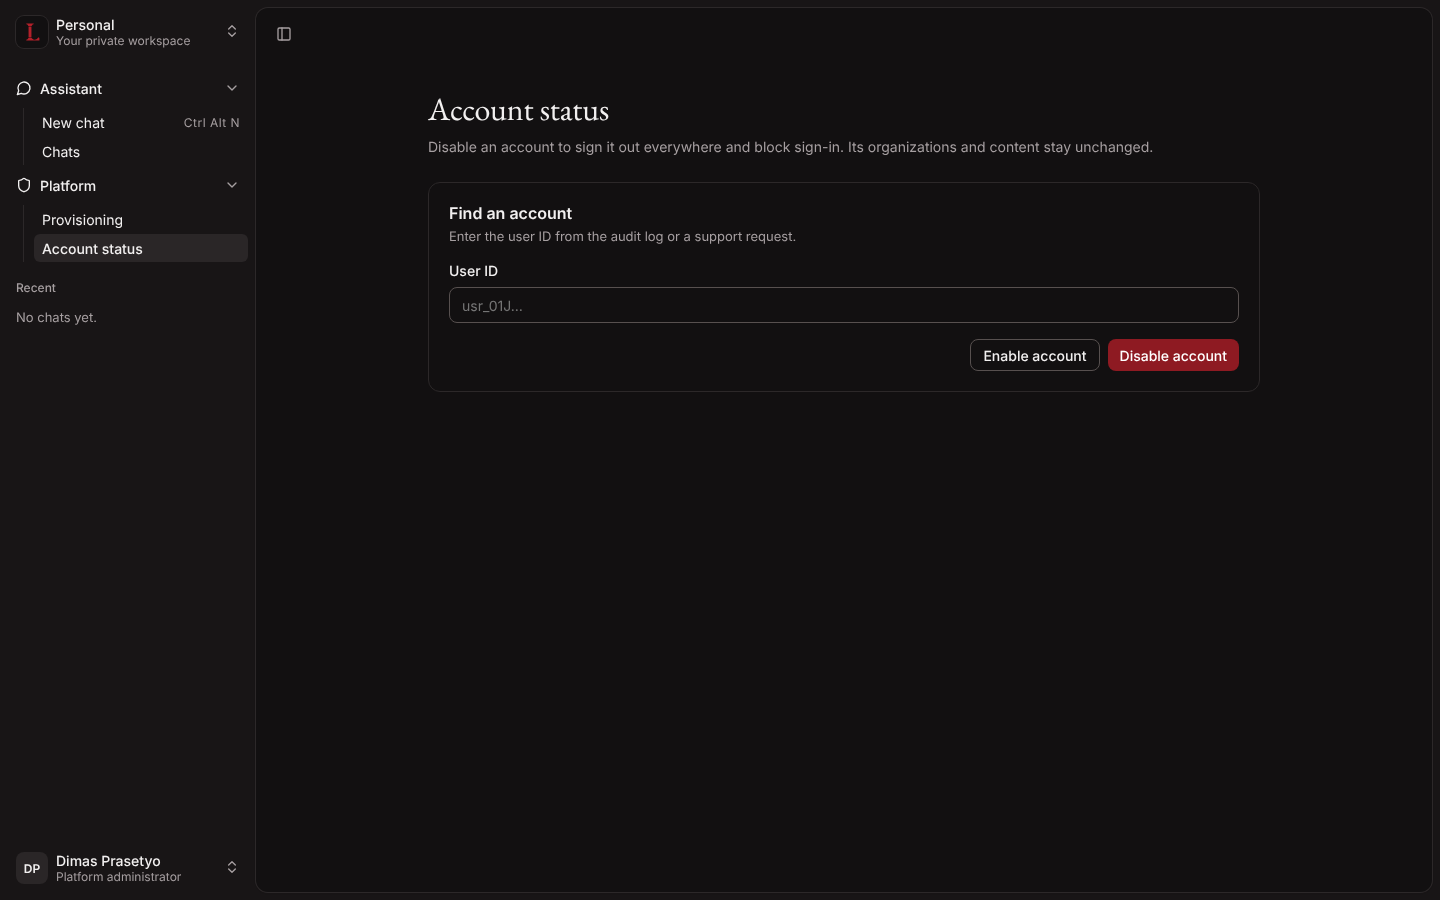 L
Personal
Your private workspace
Assistant
New chat
Ctrl Alt N
Chats
Platform
Provisioning
Account status
Recent
No chats yet.
DP
Dimas Prasetyo
Platform administrator
Account status
Disable an account to sign it out everywhere and block sign-in. Its organizations and content stay unchanged.
Find an account
Enter the user ID from the audit log or a support request.
User ID
usr_01J...
Enable account
Disable account